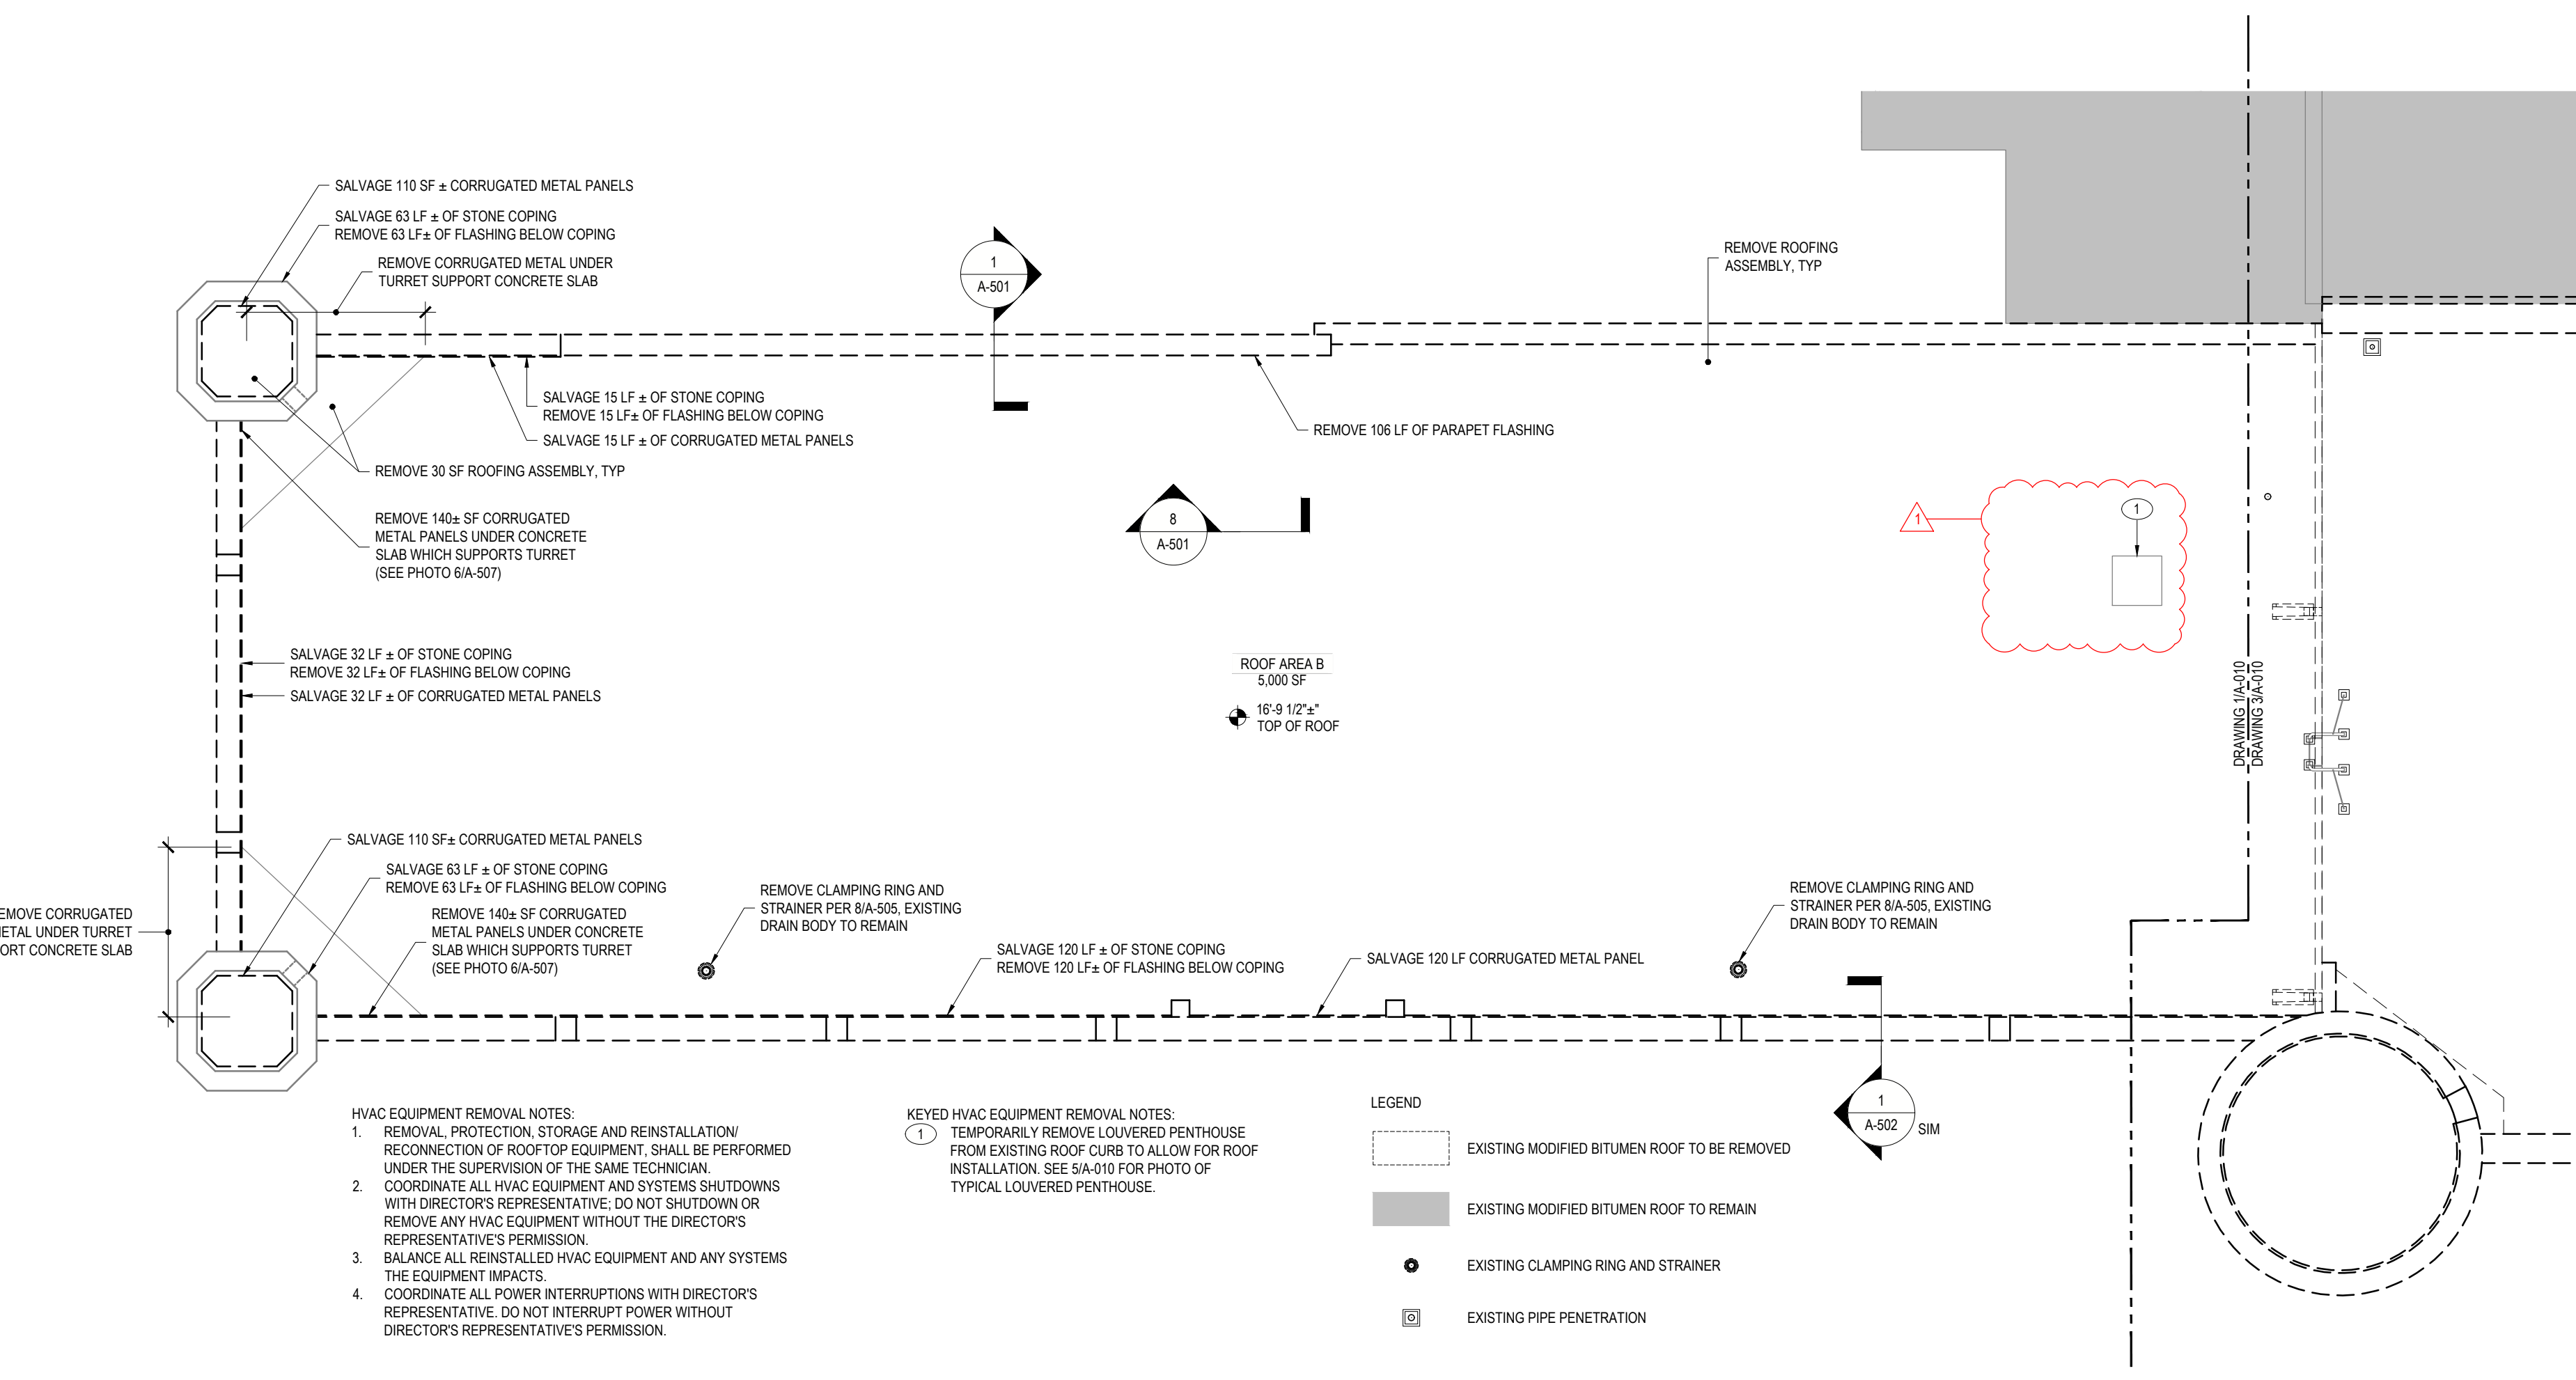 SALVAGE 110 SF ± CORRUGATED METAL PANELS
SALVAGE 63 LF ± OF STONE COPING
REMOVE 63 LF± OF FLASHING BELOW COPING
REMOVE CORRUGATED METAL UNDER
TURRET SUPPORT CONCRETE SLAB
1
A-501
REMOVE ROOFING
ASSEMBLY, TYP
SALVAGE 15 LF ± OF STONE COPING
REMOVE 15 LF± OF FLASHING BELOW COPING
SALVAGE 15 LF ± OF CORRUGATED METAL PANELS
REMOVE 106 LF OF PARAPET FLASHING
REMOVE 30 SF ROOFING ASSEMBLY, TYP
REMOVE 140± SF CORRUGATED
METAL PANELS UNDER CONCRETE
SLAB WHICH SUPPORTS TURRET
(SEE PHOTO 6/A-507)
8
A-501
1
1
SALVAGE 32 LF ± OF STONE COPING
REMOVE 32 LF± OF FLASHING BELOW COPING
SALVAGE 32 LF ± OF CORRUGATED METAL PANELS
ROOF AREA B
5,000 SF
16'-9 1/2"±"
TOP OF ROOF
DRAWING 1/A-010
DRAWING 3/A-010
SALVAGE 110 SF± CORRUGATED METAL PANELS
SALVAGE 63 LF ± OF STONE COPING
REMOVE 63 LF± OF FLASHING BELOW COPING
EMOVE CORRUGATED
ETAL UNDER TURRET
ORT CONCRETE SLAB
REMOVE 140± SF CORRUGATED
METAL PANELS UNDER CONCRETE
SLAB WHICH SUPPORTS TURRET
(SEE PHOTO 6/A-507)
REMOVE CLAMPING RING AND
STRAINER PER 8/A-505, EXISTING
DRAIN BODY TO REMAIN
SALVAGE 120 LF ± OF STONE COPING
REMOVE 120 LF± OF FLASHING BELOW COPING
SALVAGE 120 LF CORRUGATED METAL PANEL
REMOVE CLAMPING RING AND
STRAINER PER 8/A-505, EXISTING
DRAIN BODY TO REMAIN
1
A-502
SIM
HVAC EQUIPMENT REMOVAL NOTES:
1. REMOVAL, PROTECTION, STORAGE AND REINSTALLATION/
RECONNECTION OF ROOFTOP EQUIPMENT, SHALL BE PERFORMED
UNDER THE SUPERVISION OF THE SAME TECHNICIAN.
2. COORDINATE ALL HVAC EQUIPMENT AND SYSTEMS SHUTDOWNS
WITH DIRECTOR'S REPRESENTATIVE; DO NOT SHUTDOWN OR
REMOVE ANY HVAC EQUIPMENT WITHOUT THE DIRECTOR'S
REPRESENTATIVE'S PERMISSION.
3. BALANCE ALL REINSTALLED HVAC EQUIPMENT AND ANY SYSTEMS
THE EQUIPMENT IMPACTS.
4. COORDINATE ALL POWER INTERRUPTIONS WITH DIRECTOR'S
REPRESENTATIVE. DO NOT INTERRUPT POWER WITHOUT
DIRECTOR'S REPRESENTATIVE'S PERMISSION.
KEYED HVAC EQUIPMENT REMOVAL NOTES:
1 TEMPORARILY REMOVE LOUVERED PENTHOUSE
FROM EXISTING ROOF CURB TO ALLOW FOR ROOF
INSTALLATION. SEE 5/A-010 FOR PHOTO OF
TYPICAL LOUVERED PENTHOUSE.
LEGEND
EXISTING MODIFIED BITUMEN ROOF TO BE REMOVED
EXISTING MODIFIED BITUMEN ROOF TO REMAIN
EXISTING CLAMPING RING AND STRAINER
EXISTING PIPE PENETRATION